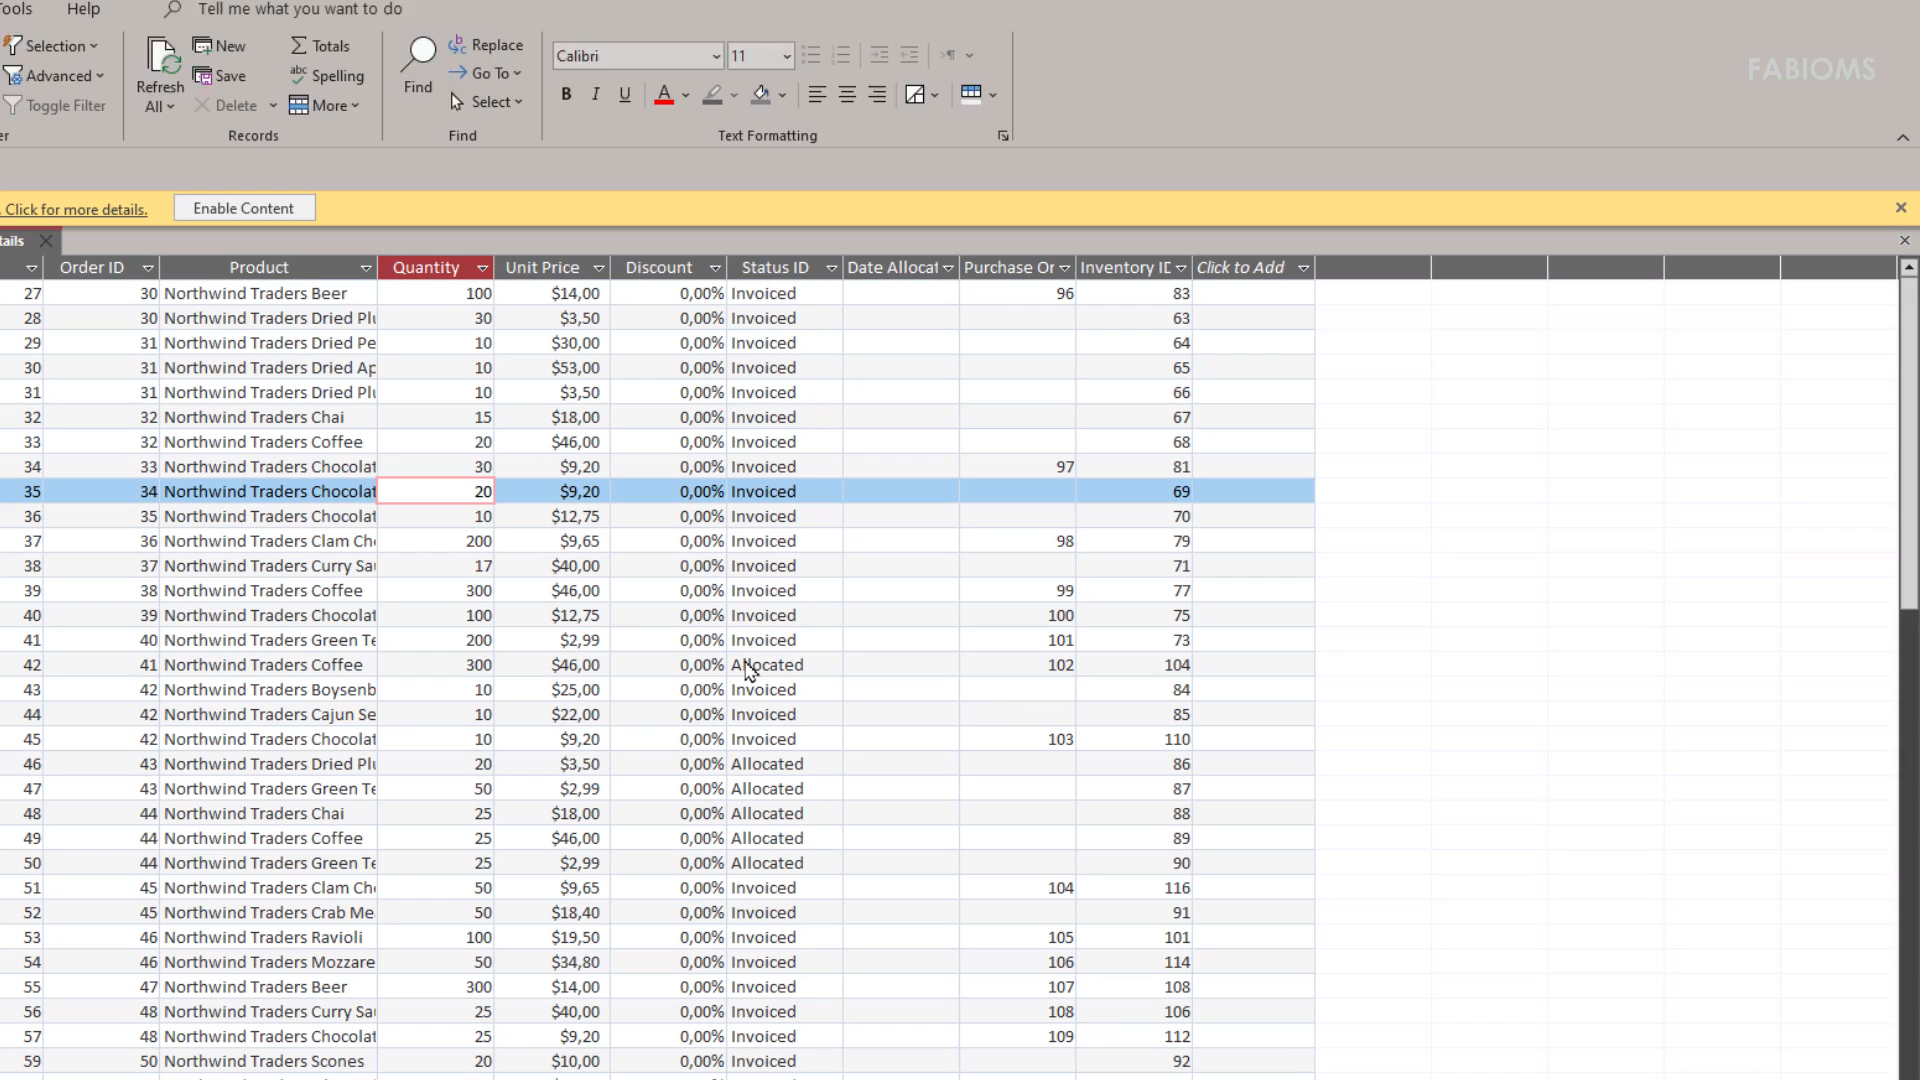 Tools Help Tell me what you want to do
Selection New Totals Replace Calibri 11
Advanced Save Spelling Go To
Refresh All Find
Toggle Filter Delete More Select B I U A
Records Find Text Formatting
FABIOMS
. Click for more details. Enable Content
tails
Order ID Product Quantity Unit Price Discount Status ID Date Allocat Purchase Or Inventory ID Click to Add
27 30 Northwind Traders Beer 100 $14,00 0,00% Invoiced 96 83
28 30 Northwind Traders Dried Plu 30 $3,50 0,00% Invoiced 63
29 31 Northwind Traders Dried Pe 10 $30,00 0,00% Invoiced 64
30 31 Northwind Traders Dried Ap 10 $53,00 0,00% Invoiced 65
31 31 Northwind Traders Dried Plu 10 $3,50 0,00% Invoiced 66
32 32 Northwind Traders Chai 15 $18,00 0,00% Invoiced 67
33 32 Northwind Traders Coffee 20 $46,00 0,00% Invoiced 68
34 33 Northwind Traders Chocolat 30 $9,20 0,00% Invoiced 97 81
35 34 Northwind Traders Chocolat 20 $9,20 0,00% Invoiced 69
36 35 Northwind Traders Chocolat 10 $12,75 0,00% Invoiced 70
37 36 Northwind Traders Clam Cho 200 $9,65 0,00% Invoiced 98 79
38 37 Northwind Traders Curry Sau 17 $40,00 0,00% Invoiced 71
39 38 Northwind Traders Coffee 300 $46,00 0,00% Invoiced 99 77
40 39 Northwind Traders Chocolat 100 $12,75 0,00% Invoiced 100 75
41 40 Northwind Traders Green Te 200 $2,99 0,00% Invoiced 101 73
42 41 Northwind Traders Coffee 300 $46,00 0,00% Allocated 102 104
43 42 Northwind Traders Boysenb 10 $25,00 0,00% Invoiced 84
44 42 Northwind Traders Cajun Se 10 $22,00 0,00% Invoiced 85
45 42 Northwind Traders Chocolat 10 $9,20 0,00% Invoiced 103 110
46 43 Northwind Traders Dried Plu 20 $3,50 0,00% Allocated 86
47 43 Northwind Traders Green Te 50 $2,99 0,00% Allocated 87
48 44 Northwind Traders Chai 25 $18,00 0,00% Allocated 88
49 44 Northwind Traders Coffee 25 $46,00 0,00% Allocated 89
50 44 Northwind Traders Green Te 25 $2,99 0,00% Allocated 90
51 45 Northwind Traders Clam Cho 50 $9,65 0,00% Invoiced 104 116
52 45 Northwind Traders Crab Me 50 $18,40 0,00% Invoiced 91
53 46 Northwind Traders Ravioli 100 $19,50 0,00% Invoiced 105 101
54 46 Northwind Traders Mozzare 50 $34,80 0,00% Invoiced 106 114
55 47 Northwind Traders Beer 300 $14,00 0,00% Invoiced 107 108
56 48 Northwind Traders Curry Sau 25 $40,00 0,00% Invoiced 108 106
57 48 Northwind Traders Chocolat 25 $9,20 0,00% Invoiced 109 112
59 50 Northwind Traders Scones 20 $10,00 0,00% Invoiced 92